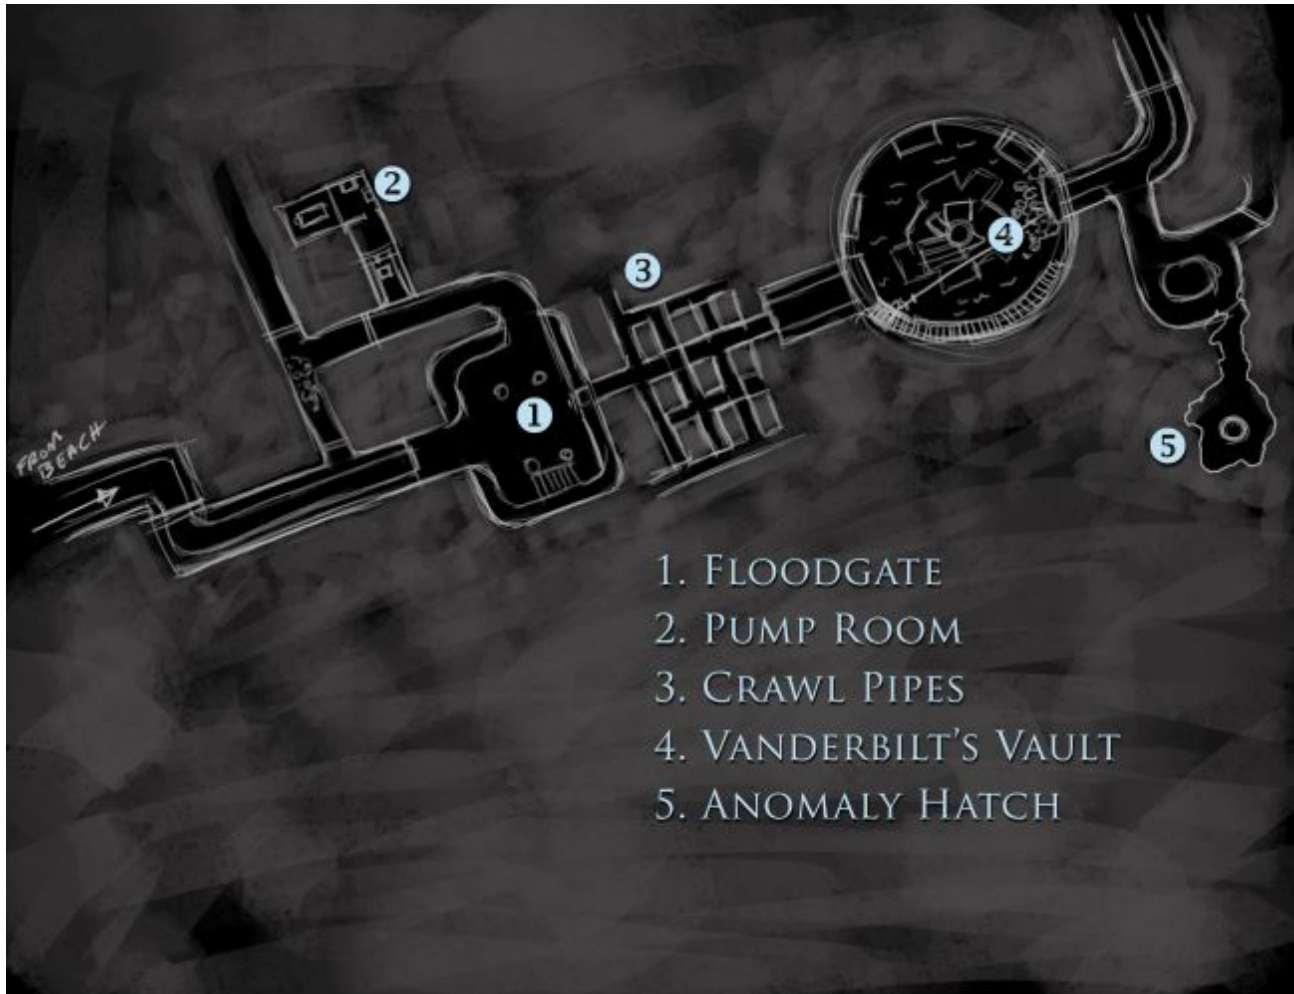 2
3
4
1
FROM
BEACH
5
1. FLOODGATE
2. PUMP ROOM
3. CRAWL PIPES
4. VANDERBILT'S VAULT
5. ANOMALY HATCH